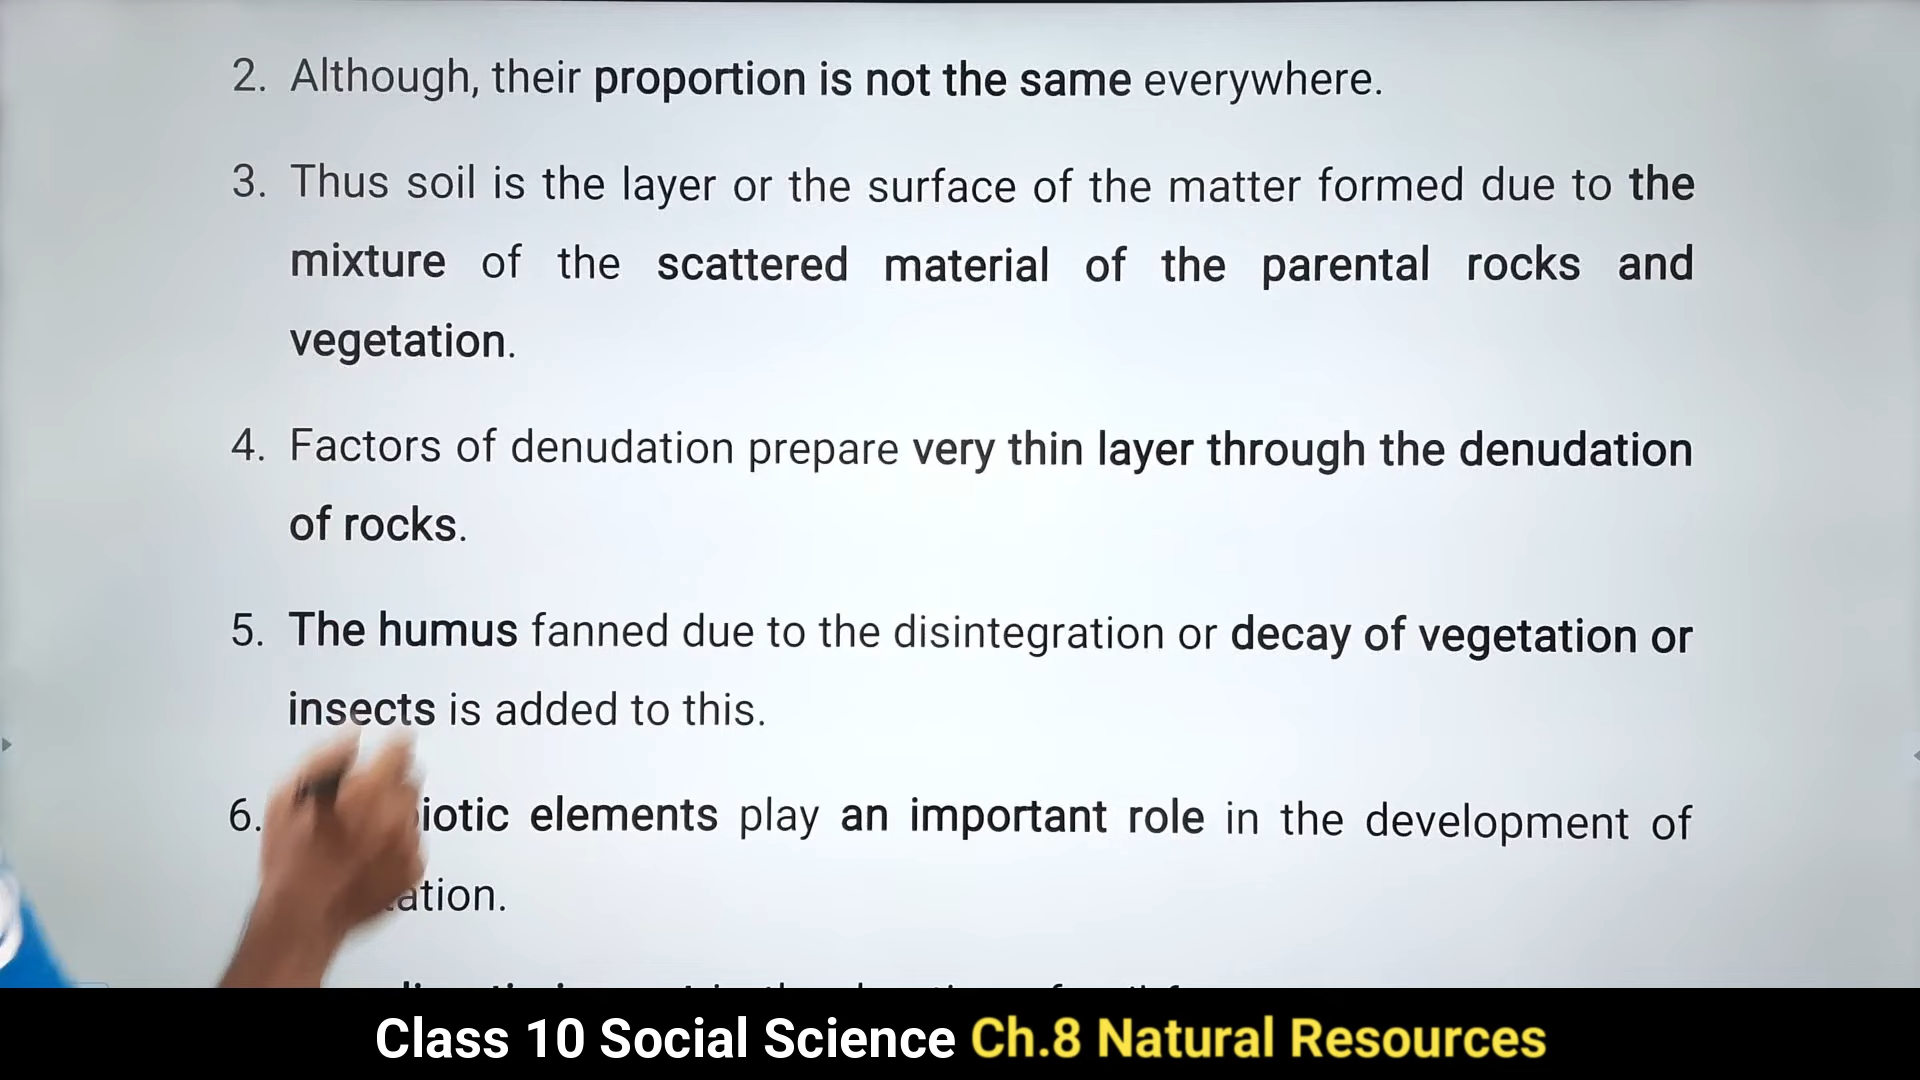 2. Although, their proportion is not the same everywhere.
3. Thus soil is the layer or the surface of the matter formed due to the
mixture of the scattered material of the parental rocks and
vegetation.
4. Factors of denudation prepare very thin layer through the denudation
of rocks.
5. The humus fanned due to the disintegration or decay of vegetation or
insects is added to this.
6. elements play an important role in the development of
Class 10 Social Science Ch.8 Natural Resources